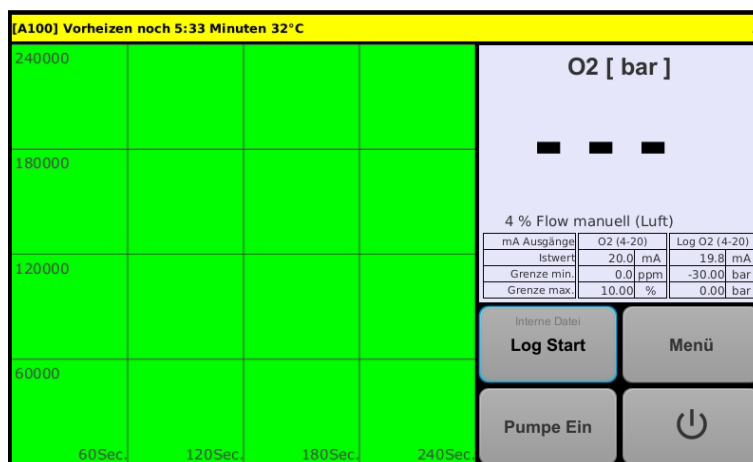 [A100] Vorheizen noch 5:33 Minuten 32°C
240000
180000
120000
60000
60Sec.
120Sec.
180Sec.
240Sec.
O2 [ bar ]
---
4 % Flow manuell (Luft)
mA Ausgänge O2 (4-20) Log O2 (4-20)
Istwert 20.0 mA 19.8 mA
Grenze min. 0.0 ppm -30.00 bar
Grenze max. 10.00 % 0.00 bar
Interne Datei
Log Start
Menü
Pumpe Ein